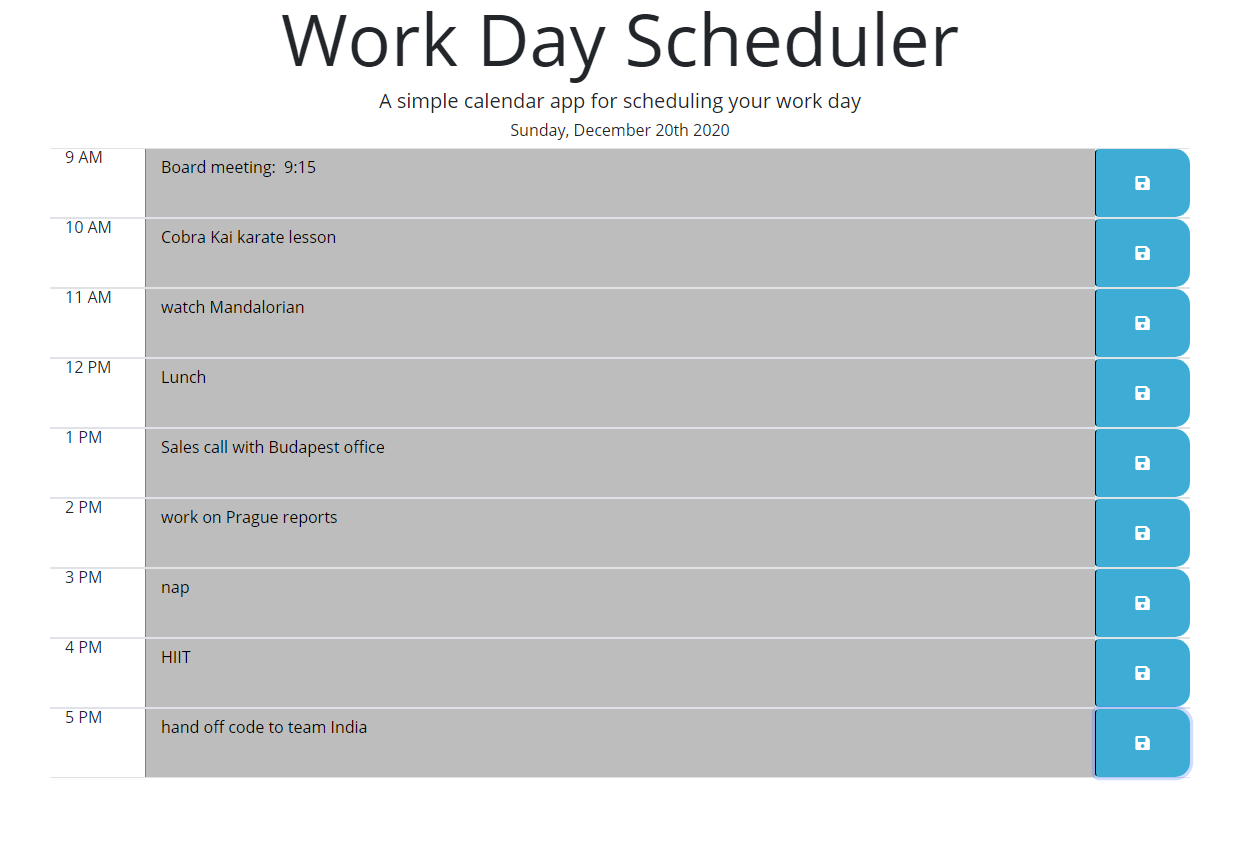 Work Day Scheduler
A simple calendar app for scheduling your work day
Sunday, December 20th 2020
9 AM Board meeting:  9:15
10 AM Cobra Kai karate lesson
11 AM watch Mandalorian
12 PM Lunch
1 PM Sales call with Budapest office
2 PM work on Prague reports
3 PM nap
4 PM HIIT
5 PM hand off code to team India